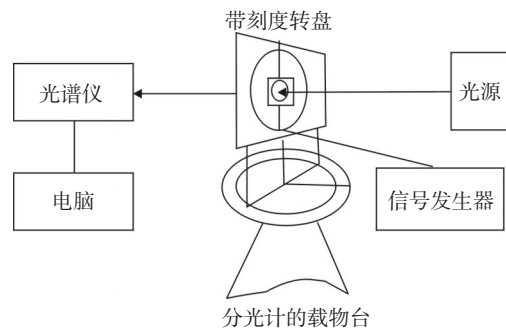 带刻度转盘
光谱仪
光源
电脑
信号发生器
分光计的载物台